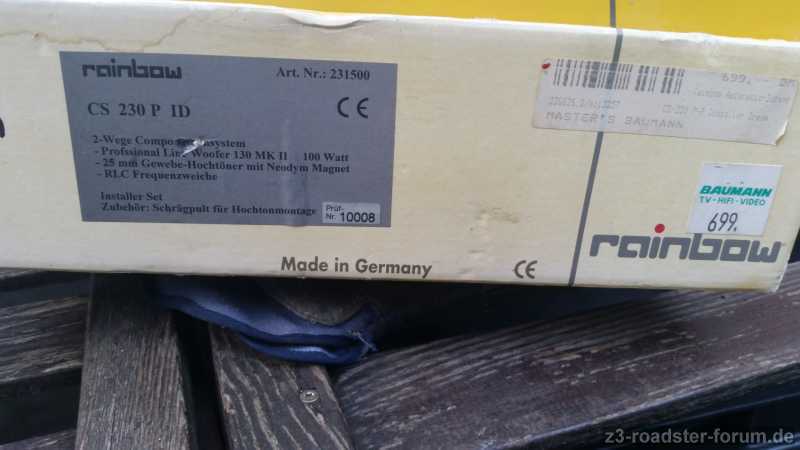 rainbow
Art. Nr.: 231500
CS 230 P ID
CE
2-Wege Compo system
- Profssional Line Woofer 130 MK II 100 Watt
- 25 mm Gewebe-Hochtöner mit Neodym Magnet
- RLC Frequenzweiche
Installer Set
Zubehör: Schrägpult für Hochtonmontage
Prüf-
Nr. 10008
699.-- DM
MASTER'S BAUMANN
BAUMANN
TV-HIFI-VIDEO
699.
rainbow
Made in Germany
CE
z3-roadster-forum.de